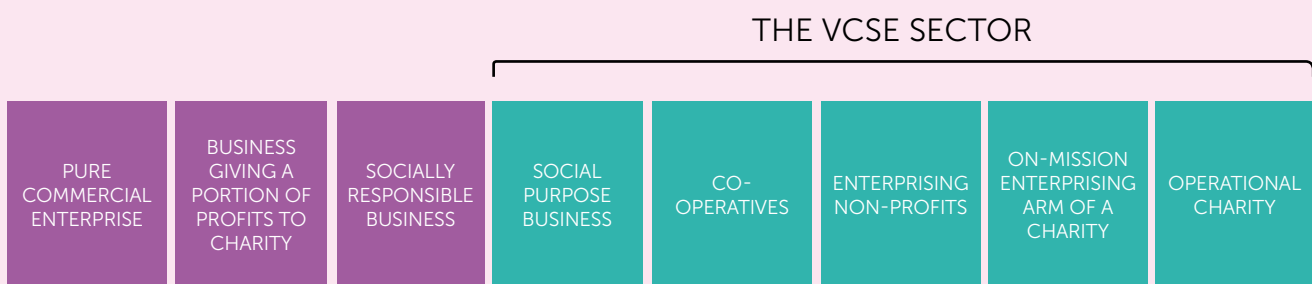 THE VCSE SECTOR
PURE
COMMERCIAL
ENTERPRISE
BUSINESS
GIVING A
PORTION OF
PROFITS TO
CHARITY
SOCIALLY
RESPONSIBLE
BUSINESS
SOCIAL
PURPOSE
BUSINESS
CO-
OPERATIVES
ENTERPRISING
NON-PROFITS
ON-MISSION
ENTERPRISING
ARM OF A
CHARITY
OPERATIONAL
CHARITY